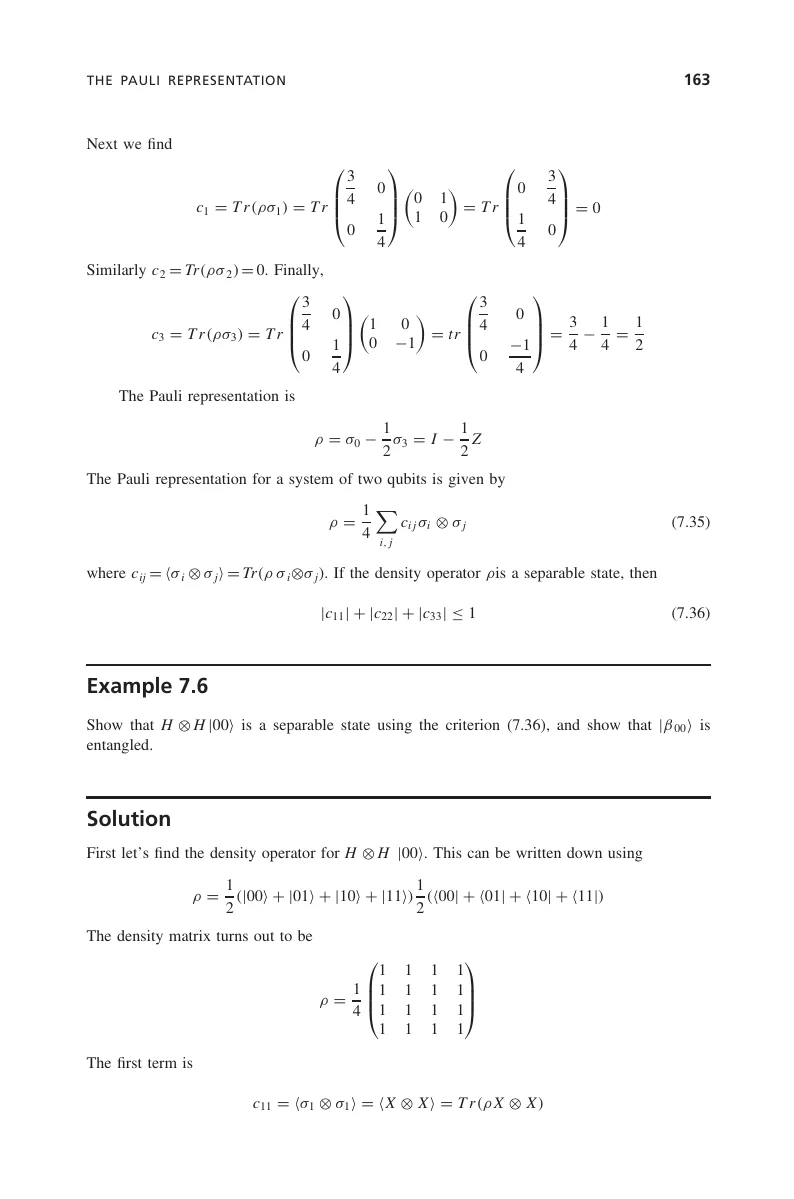 THE PAULI REPRESENTATION 163
Next we find
c₁ = Tr(ρσ₁) = Tr (3/4 0; 0 1/4) (0 1; 1 0) = Tr (0 3/4; 1/4 0) = 0
Similarly c₂ = Tr(ρσ₂) = 0. Finally,
c₃ = Tr(ρσ₃) = Tr (3/4 0; 0 1/4) (1 0; 0 −1) = tr (3/4 0; 0 −1/4) = 3/4 − 1/4 = 1/2
The Pauli representation is
ρ = σ₀ − 1/2 σ₃ = I − 1/2 Z
The Pauli representation for a system of two qubits is given by
ρ = 1/4 ∑_{i,j} c_{ij} σ_i ⊗ σ_j (7.35)
where c_{ij} = ⟨σ_i ⊗ σ_j⟩ = Tr(ρ σ_i⊗σ_j). If the density operator ρis a separable state, then
|c₁₁| + |c₂₂| + |c₃₃| ≤ 1 (7.36)
Example 7.6
Show that H ⊗ H |00⟩ is a separable state using the criterion (7.36), and show that |β₀₀⟩ is
entangled.
Solution
First let’s find the density operator for H ⊗ H |00⟩. This can be written down using
ρ = 1/2 (|00⟩ + |01⟩ + |10⟩ + |11⟩) 1/2 (⟨00| + ⟨01| + ⟨10| + ⟨11|)
The density matrix turns out to be
ρ = 1/4 (1 1 1 1; 1 1 1 1; 1 1 1 1; 1 1 1 1)
The first term is
c₁₁ = ⟨σ₁ ⊗ σ₁⟩ = ⟨X ⊗ X⟩ = Tr(ρX ⊗ X)